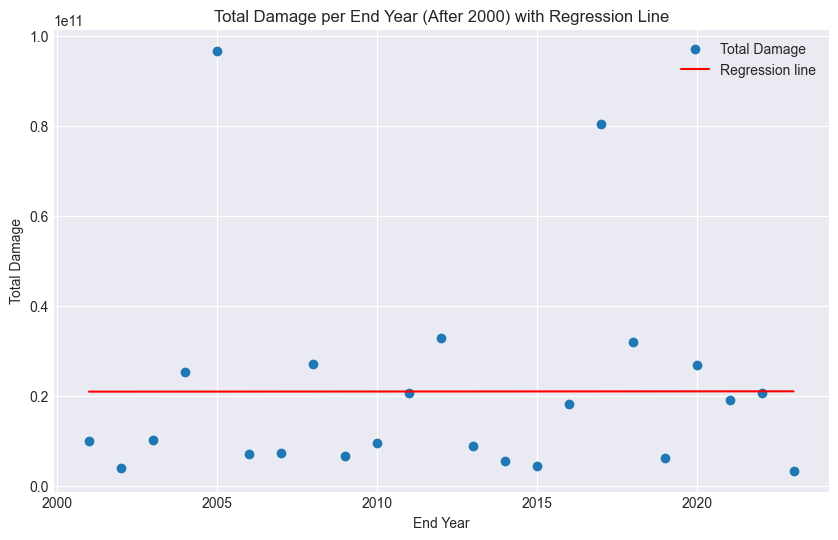 Total Damage per End Year (After 2000) with Regression Line
1e11
1.0
0.8
0.6
0.4
0.2
0.0
Total Damage
Total Damage
Regression line
2000
2005
2010
2015
2020
End Year